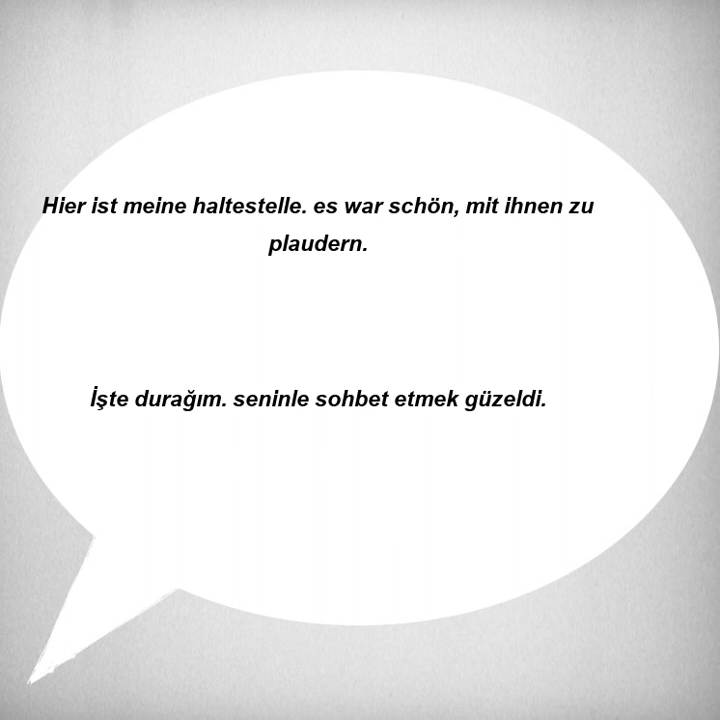 Hier ist meine haltestelle. es war schön, mit ihnen zu
plaudern.
İşte durağım. seninle sohbet etmek güzeldi.